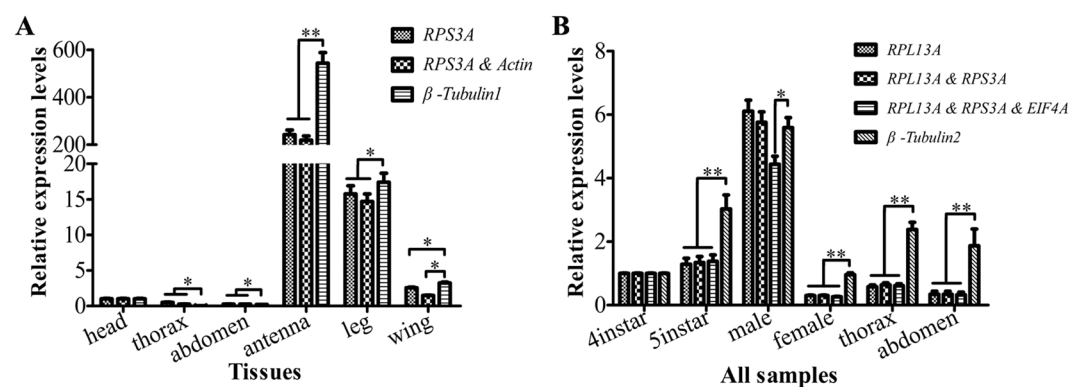 A
Relative expression levels
600
400
200
20
15
10
5
0
RPS3A
RPS3A & Actin
β -Tubulin1
**
*
*
*
*
*
head
thorax
abdomen
antenna
leg
wing
Tissues
B
Relative expression levels
8
6
4
2
0
RPL13A
RPL13A & RPS3A
RPL13A & RPS3A & EIF4A
β -Tubulin2
**
*
**
**
**
4instar
5instar
male
female
thorax
abdomen
All samples